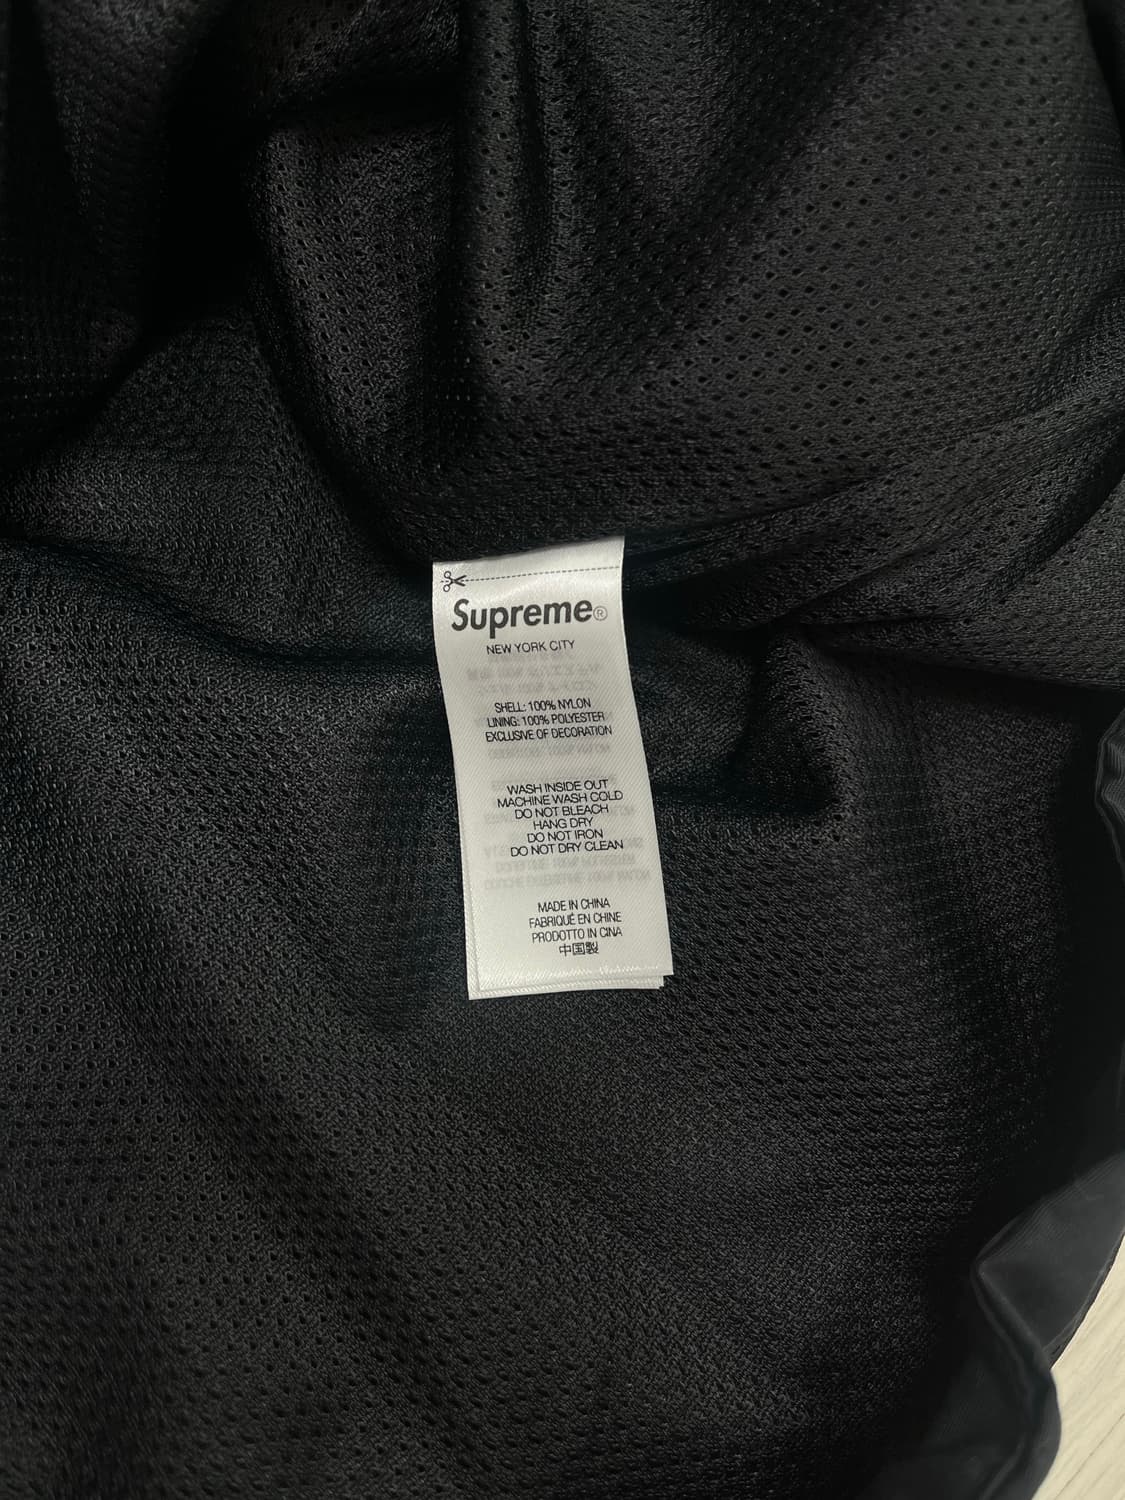 Supreme®
NEW YORK CITY
SHELL: 100% NYLON
LINING: 100% POLYESTER
EXCLUSIVE OF DECORATION
WASH INSIDE OUT
MACHINE WASH COLD
DO NOT BLEACH
HANG DRY
DO NOT IRON
DO NOT DRY CLEAN
MADE IN CHINA
FABRIQUÉ EN CHINE
PRODOTTO IN CINA
中国製